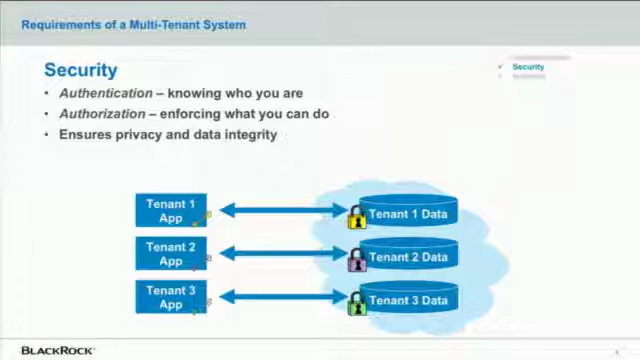 Requirements of a Multi-Tenant System
Security
✓ Security
• Authentication – knowing who you are
• Authorization – enforcing what you can do
• Ensures privacy and data integrity
Tenant 1
App
Tenant 1 Data
Tenant 2
App
Tenant 2 Data
Tenant 3
App
Tenant 3 Data
BLACKROCK